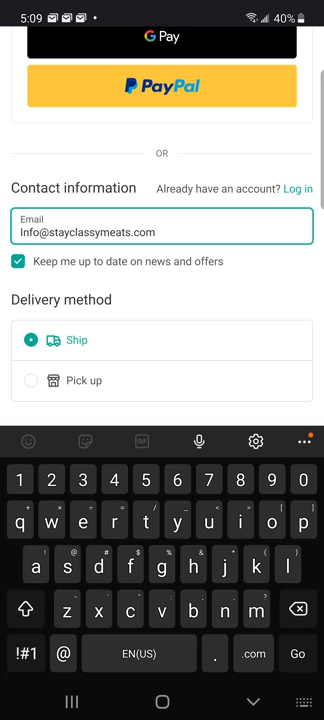 5:09
40%
G Pay
PayPal
OR
Contact information
Already have an account? Log in
Email
Info@stayclassymeats.com
Keep me up to date on news and offers
Delivery method
Ship
Pick up
GIF
1 2 3 4 5 6 7 8 9 0
+ × ÷ = / _ < > [ ]
q w e r t y u i o p
! @ # $ % ^ & * ( )
a s d f g h j k l
z x c v b n m
!#1 @ EN(US) . .com Go